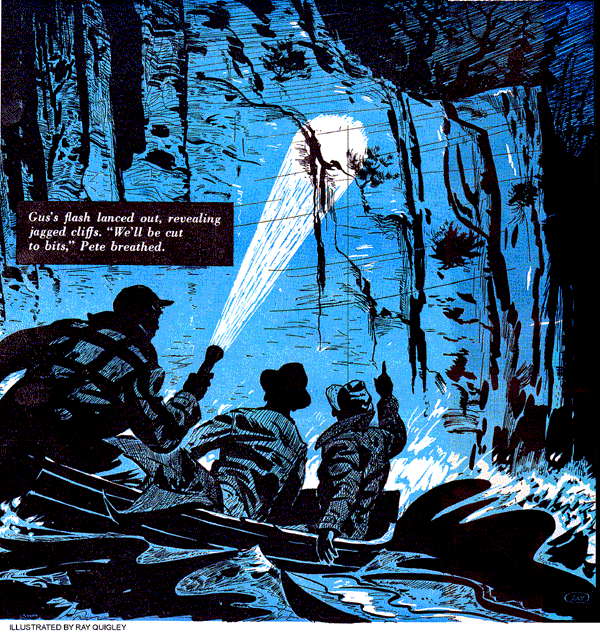 Gus's flash lanced out, revealing
jagged cliffs. "We'll be cut
to bits," Pete breathed.
RAY
ILLUSTRATED BY RAY QUIGLEY